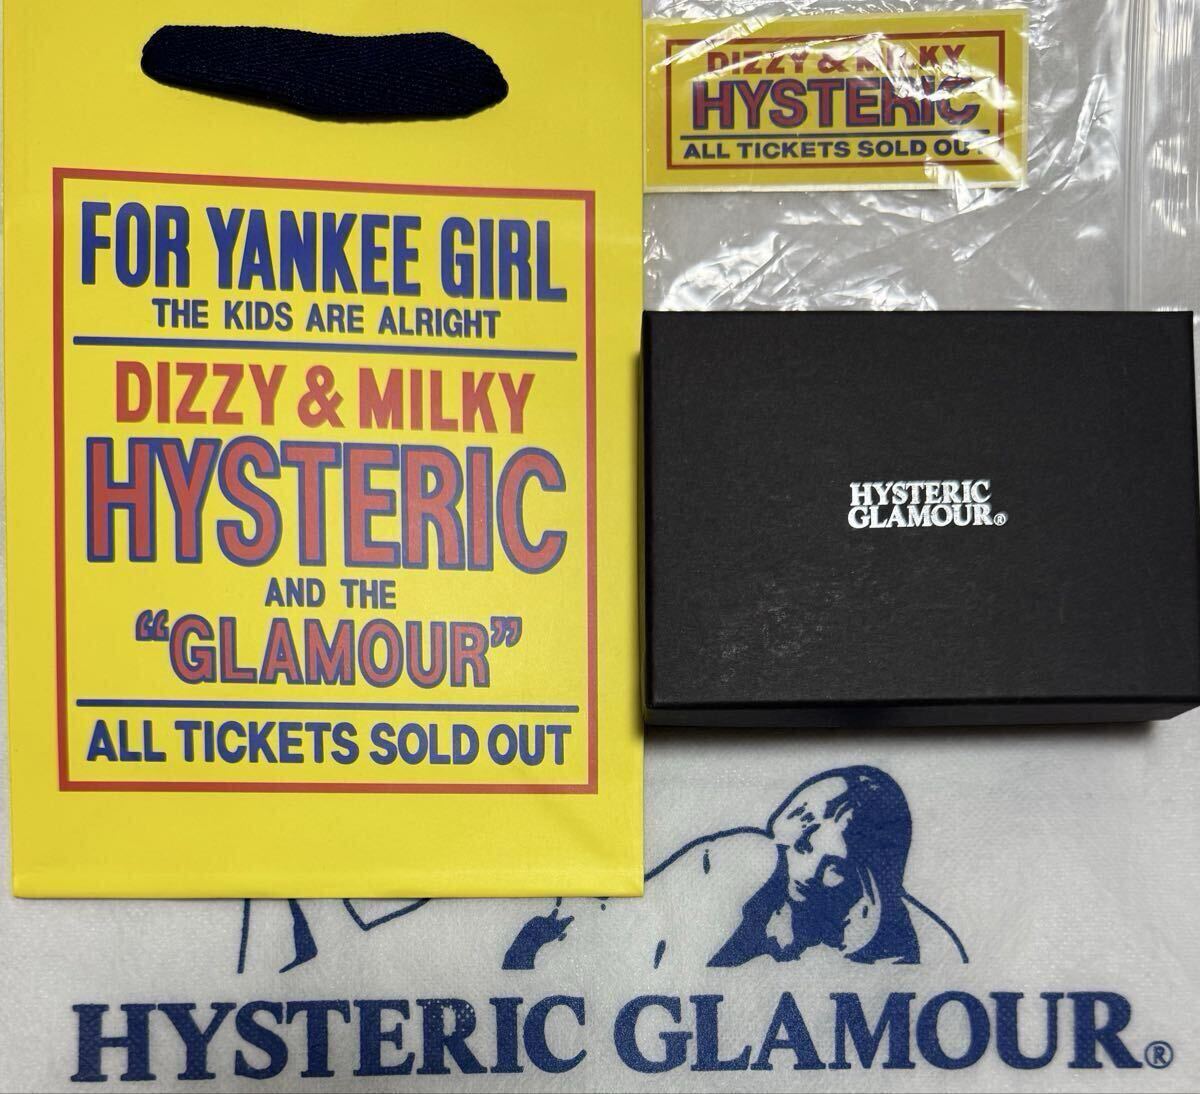 FOR YANKEE GIRL
THE KIDS ARE ALRIGHT
DIZZY & MILKY
HYSTERIC
AND THE
“GLAMOUR”
ALL TICKETS SOLD OUT
DIZZY & MILKY
HYSTERIC
ALL TICKETS SOLD OUT
HYSTERIC
GLAMOUR®
HYSTERIC GLAMOUR®